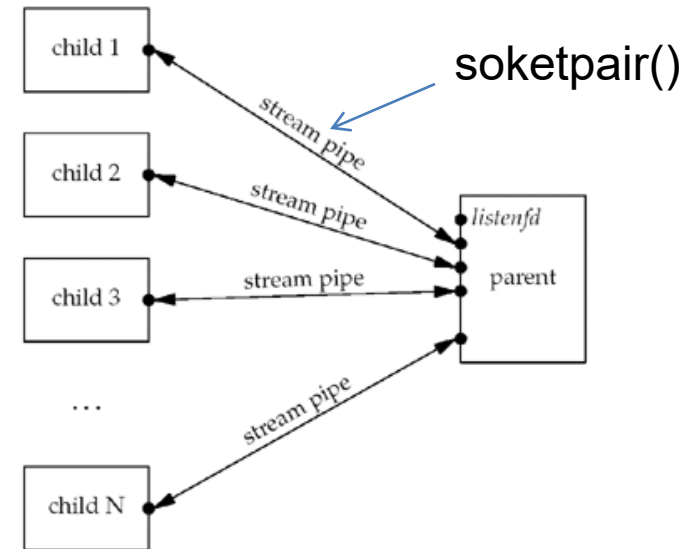 child 1
soketpair()
stream pipe
child 2
stream pipe
listenfd
parent
child 3
stream pipe
...
stream pipe
child N